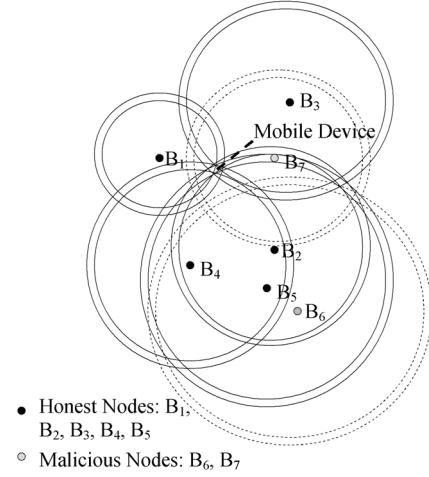 B₃
Mobile Device
B₁
B₇
B₂
B₄
B₅
B₆
Honest Nodes: B₁,
B₂, B₃, B₄, B₅
Malicious Nodes: B₆, B₇